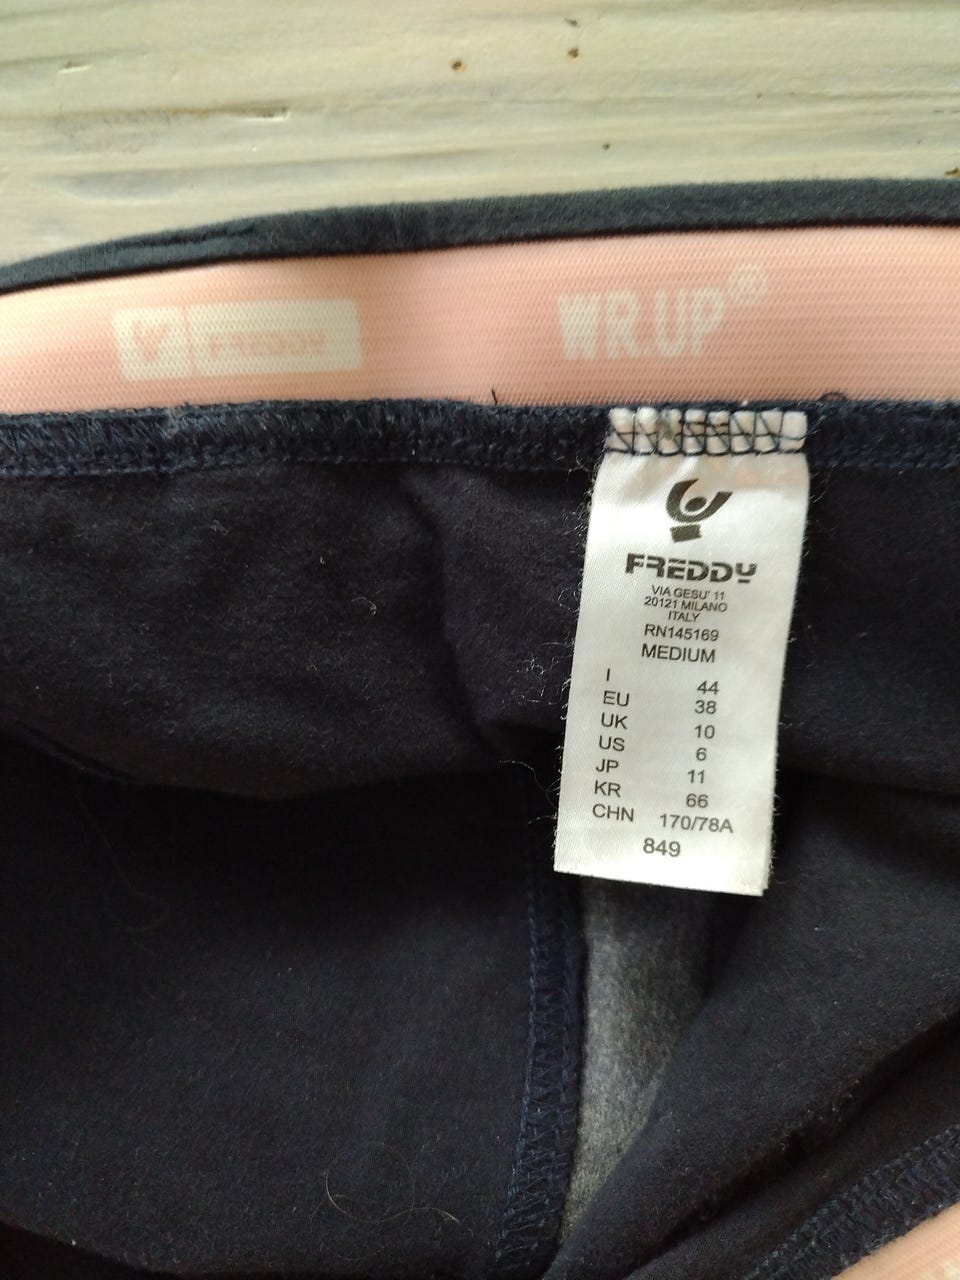 FREDDY
WR.UP®
FREDDY
VIA GESU' 11
20121 MILANO
ITALY
RN145169
MEDIUM
I 44
EU 38
UK 10
US 6
JP 11
KR 66
CHN 170/78A
849